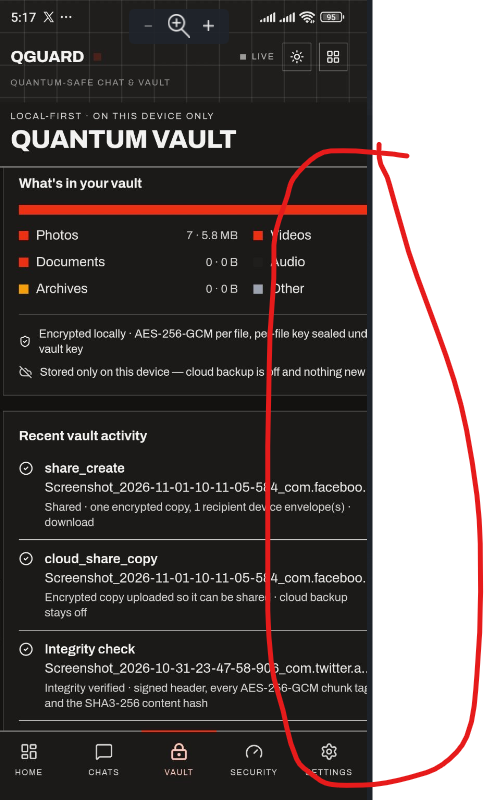 5:17 X ... 95
QGUARD LIVE
QUANTUM-SAFE CHAT & VAULT
LOCAL-FIRST · ON THIS DEVICE ONLY
QUANTUM VAULT
What's in your vault
Photos 7 · 5.8 MB Videos
Documents 0 · 0 B Audio
Archives 0 · 0 B Other
Encrypted locally · AES-256-GCM per file, per-file key sealed und
vault key
Stored only on this device — cloud backup is off and nothing new
Recent vault activity
share_create
Screenshot_2026-11-01-10-11-05-584_com.faceboo.
Shared · one encrypted copy, 1 recipient device envelope(s) ·
download
cloud_share_copy
Screenshot_2026-11-01-10-11-05-584_com.faceboo.
Encrypted copy uploaded so it can be shared · cloud backup
stays off
Integrity check
Screenshot_2026-10-31-23-47-58-906_com.twitter.a..
Integrity verified · signed header, every AES-256-GCM chunk tag
and the SHA3-256 content hash
HOME CHATS VAULT SECURITY SETTINGS